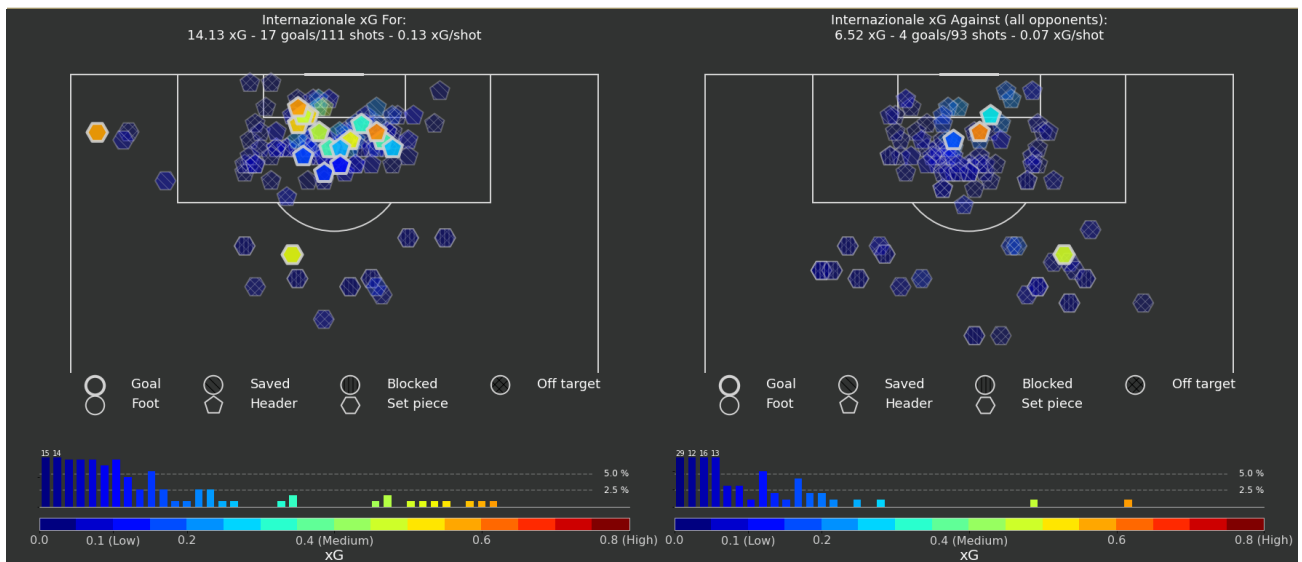 Internazionale xG For:
14.13 xG - 17 goals/111 shots - 0.13 xG/shot
Internazionale xG Against (all opponents):
6.52 xG - 4 goals/93 shots - 0.07 xG/shot
Goal Saved Blocked Off target
Foot Header Set piece
Goal Saved Blocked Off target
Foot Header Set piece
15 14
5.0 %
2.5 %
0.0 0.1 (Low) 0.2 0.4 (Medium) 0.6 0.8 (High)
xG
29 12 16 13
5.0 %
2.5 %
0.0 0.1 (Low) 0.2 0.4 (Medium) 0.6 0.8 (High)
xG